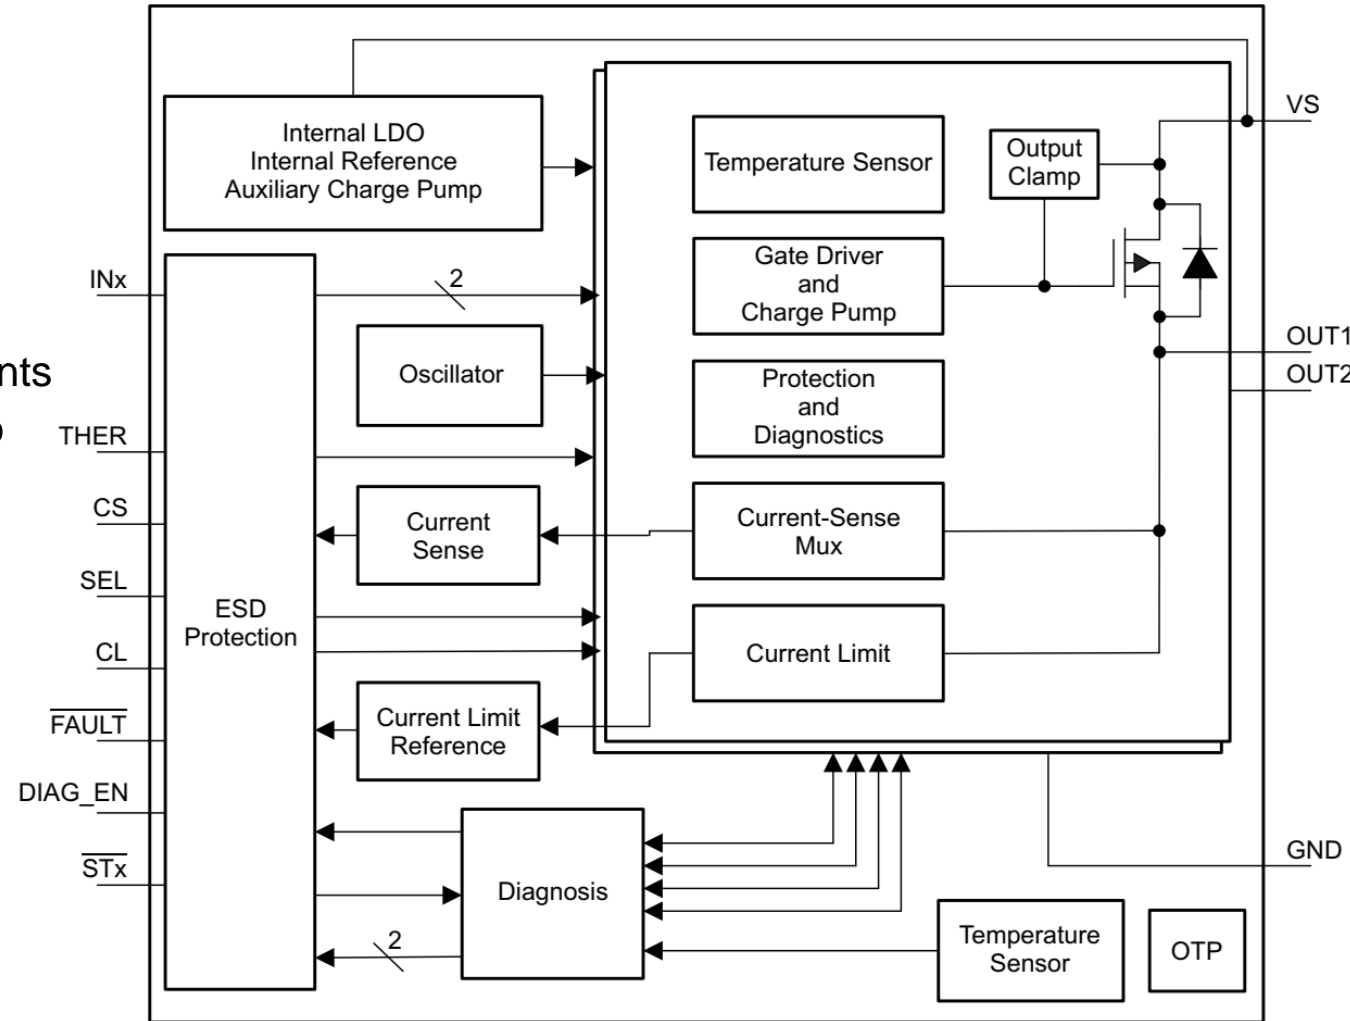 Internal LDO
Internal Reference
Auxiliary Charge Pump
Temperature Sensor
Output
Clamp
VS
Gate Driver
and
Charge Pump
INx
2
Oscillator
OUT1
OUT2
nts
Protection
and
Diagnostics
THER
CS
Current
Sense
Current-Sense
Mux
SEL
ESD
Protection
CL
Current Limit
FAULT
Current Limit
Reference
DIAG_EN
STx
Diagnosis
2
GND
Temperature
Sensor
OTP